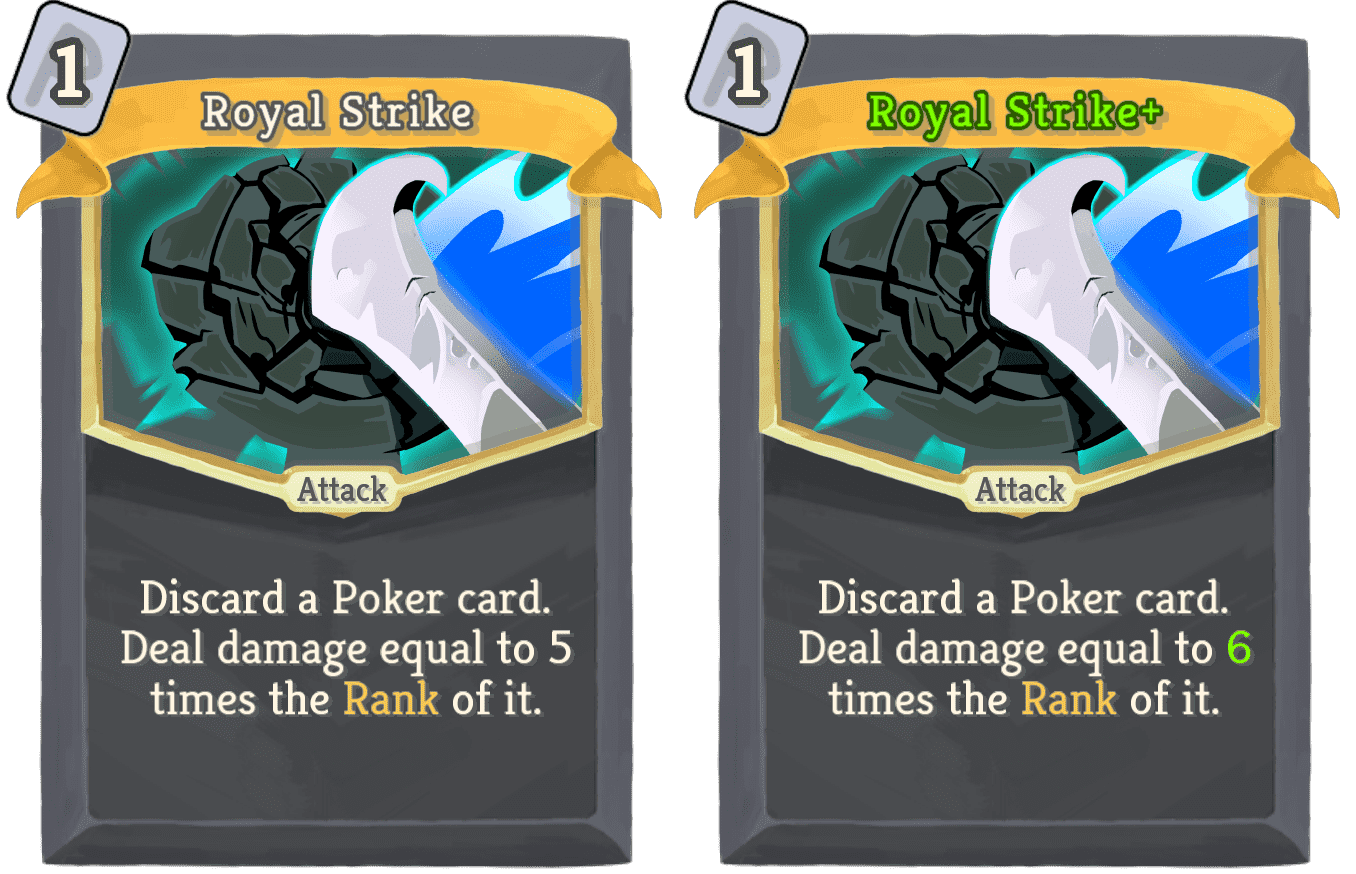 1
Royal Strike
Attack
Discard a Poker card.
Deal damage equal to 5
times the Rank of it.
1
Royal Strike+
Attack
Discard a Poker card.
Deal damage equal to 6
times the Rank of it.